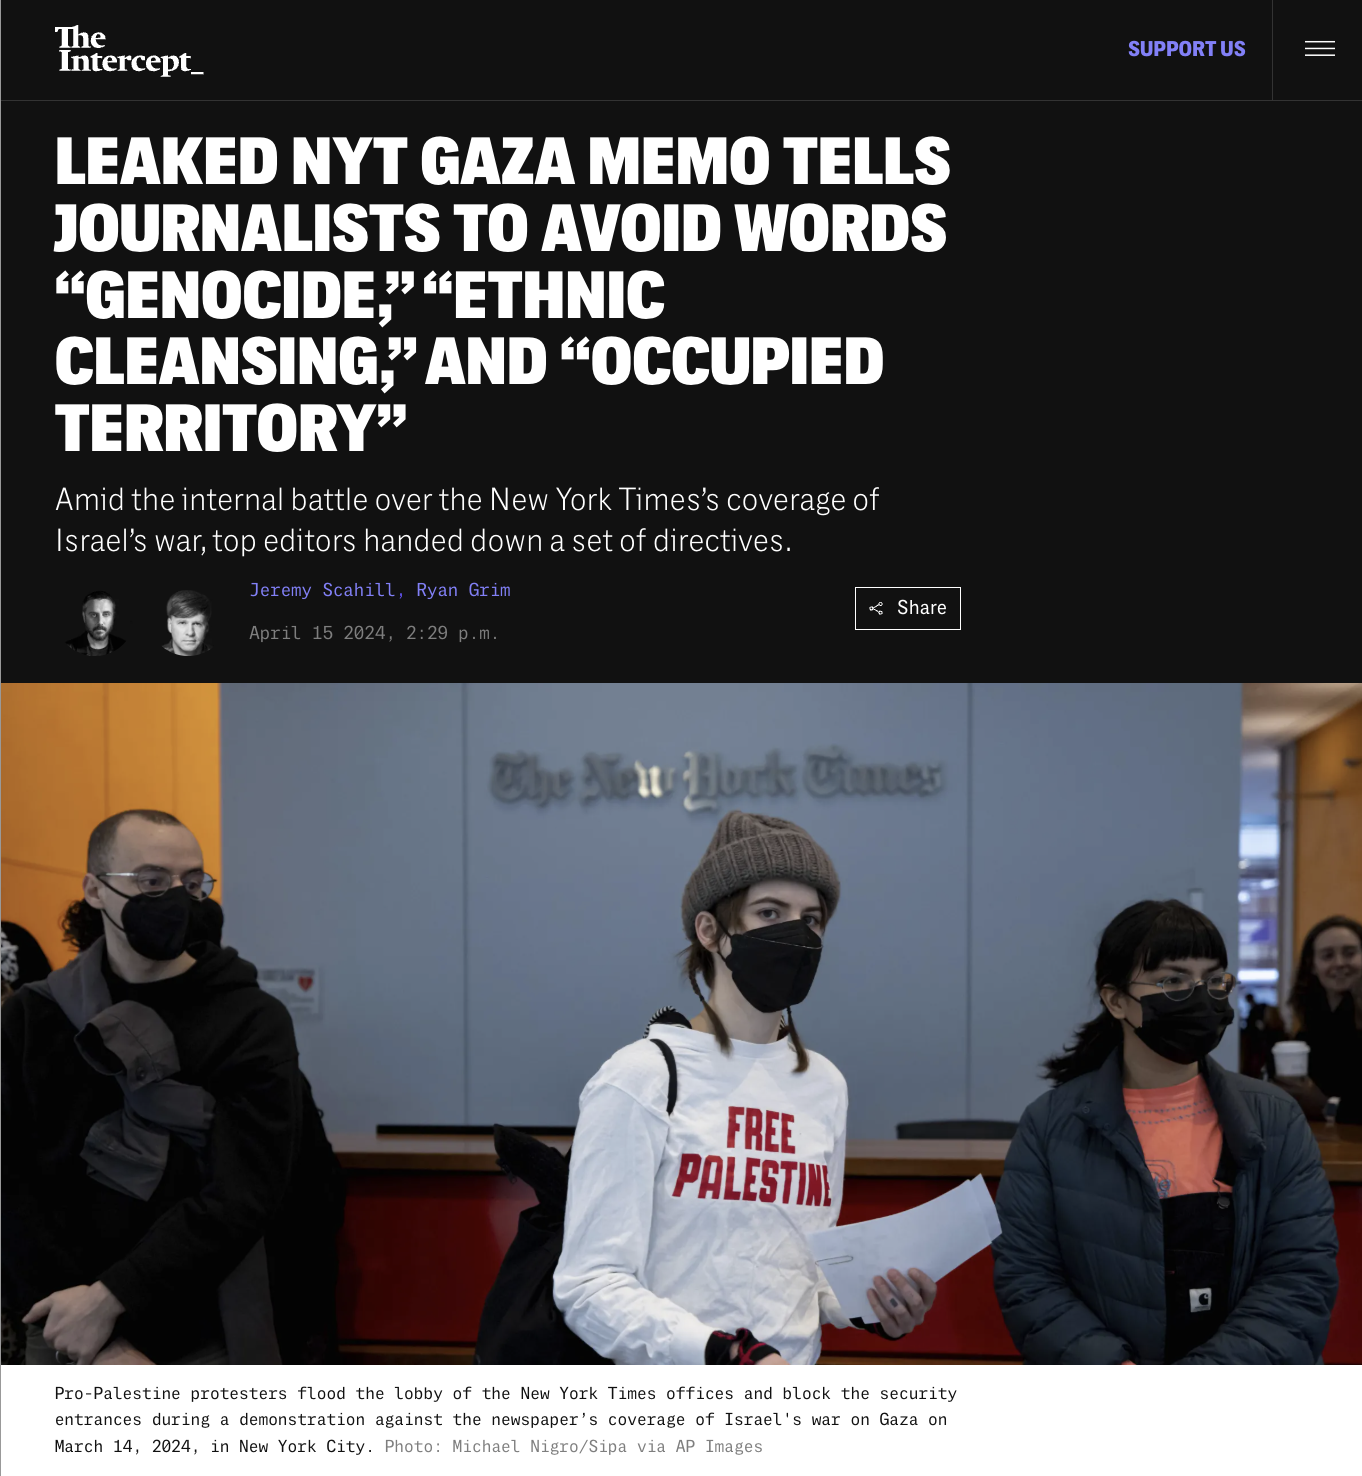 The
Intercept_
SUPPORT US
LEAKED NYT GAZA MEMO TELLS
JOURNALISTS TO AVOID WORDS
“GENOCIDE,” “ETHNIC
CLEANSING,” AND “OCCUPIED
TERRITORY”
Amid the internal battle over the New York Times’s coverage of
Israel’s war, top editors handed down a set of directives.
Jeremy Scahill, Ryan Grim
April 15 2024, 2:29 p.m.
Share
The New York Times
FREE
PALESTINE
Pro-Palestine protesters flood the lobby of the New York Times offices and block the security
entrances during a demonstration against the newspaper’s coverage of Israel's war on Gaza on
March 14, 2024, in New York City. Photo: Michael Nigro/Sipa via AP Images